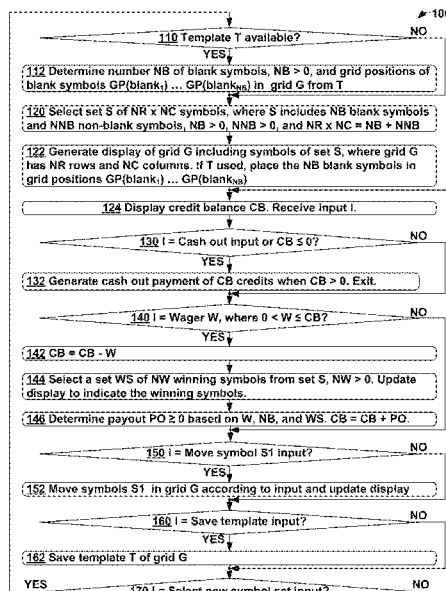 100
110 Template T available?
NO
YES
112 Determine number NB of blank symbols, NB > 0, and grid positions of
blank symbols GP(blank1) ... GP(blankNB) in grid G from T
120 Select set S of NR x NC symbols, where S includes NB blank symbols
and NNB non-blank symbols, NB > 0, NNB > 0, and NR x NC = NB + NNB
122 Generate display of grid G including symbols of set S, where grid G
has NR rows and NC columns. If T used, place the NB blank symbols in
grid positions GP(blank1) ... GP(blankNB)
124 Display credit balance CB. Receive input I.
130 I = Cash out input or CB ≤ 0?
NO
YES
132 Generate cash out payment of CB credits when CB > 0. Exit.
140 I = Wager W, where 0 < W ≤ CB?
NO
YES
142 CB = CB - W
144 Select a set WS of NW winning symbols from set S, NW > 0. Update
display to indicate the winning symbols.
146 Determine payout PO ≥ 0 based on W, NB, and WS. CB = CB + PO.
150 I = Move symbol S1 input?
NO
YES
152 Move symbols S1 in grid G according to input and update display
160 I = Save template input?
NO
YES
162 Save template T of grid G
YES
170 I = Select new symbol set input?
NO